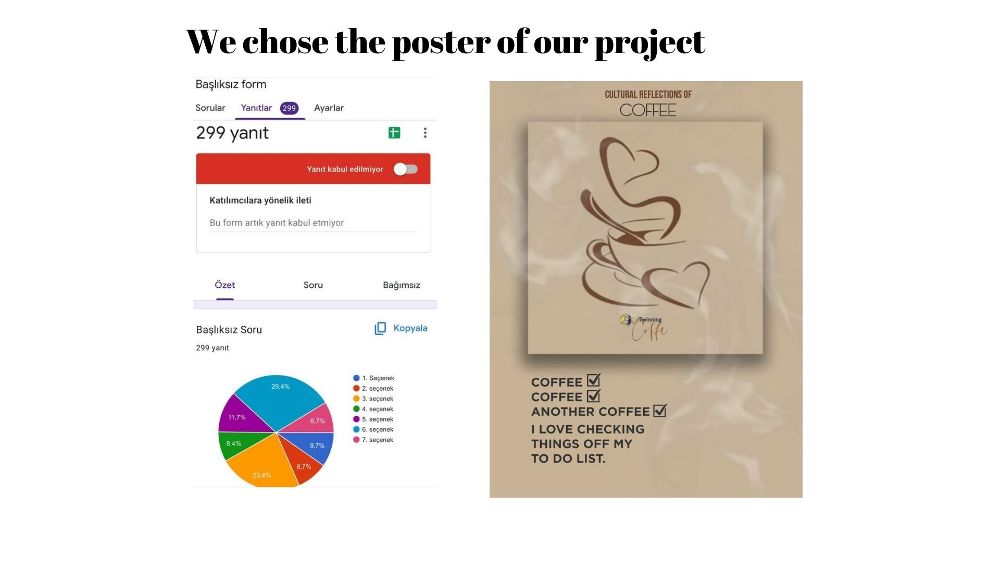 We chose the poster of our project
Başlıksız form
Sorular Yanıtlar 299 Ayarlar
299 yanıt
Yanıt kabul edilmiyor
Katılımcılara yönelik ileti
Bu form artık yanıt kabul etmiyor
Özet Soru Bağımsız
Başlıksız Soru Kopyala
299 yanıt
29,4%
11,7%
8,7%
8,4%
9,7%
8,7%
23,4%
1. Seçenek
2. seçenek
3. seçenek
4. seçenek
5. seçenek
6. seçenek
7. seçenek
CULTURAL REFLECTIONS OF
COFFEE
eTwinning
Coffe
COFFEE
COFFEE
ANOTHER COFFEE
I LOVE CHECKING
THINGS OFF MY
TO DO LIST.